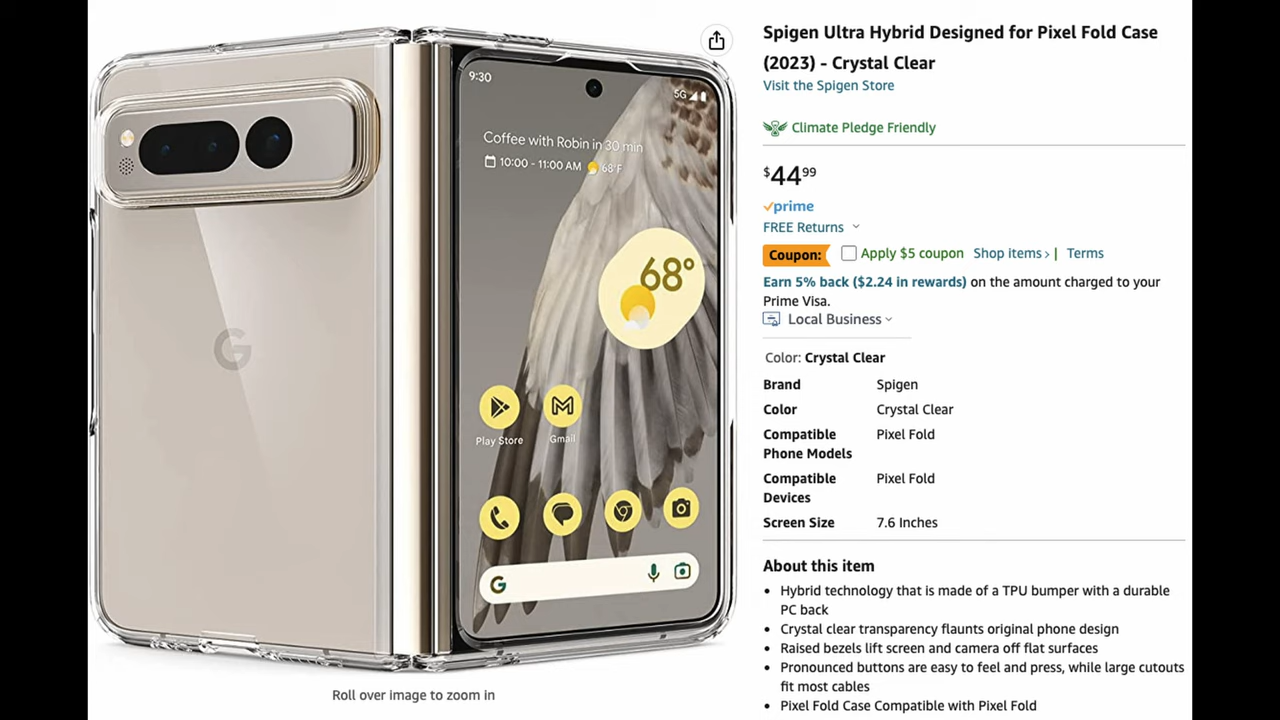 9:30
5G
Coffee with Robin in 30 min
10:00 - 11:00 AM 68°F
68°
G
Play Store
Gmail
G
Roll over image to zoom in
Spigen Ultra Hybrid Designed for Pixel Fold Case
(2023) - Crystal Clear
Visit the Spigen Store
Climate Pledge Friendly
$44.99
prime
FREE Returns
Coupon: Apply $5 coupon Shop items › | Terms
Earn 5% back ($2.24 in rewards) on the amount charged to your
Prime Visa.
Local Business
Color: Crystal Clear
Brand Spigen
Color Crystal Clear
Compatible Pixel Fold
Phone Models
Compatible Pixel Fold
Devices
Screen Size 7.6 Inches
About this item
• Hybrid technology that is made of a TPU bumper with a durable
PC back
• Crystal clear transparency flaunts original phone design
• Raised bezels lift screen and camera off flat surfaces
• Pronounced buttons are easy to feel and press, while large cutouts
fit most cables
• Pixel Fold Case Compatible with Pixel Fold